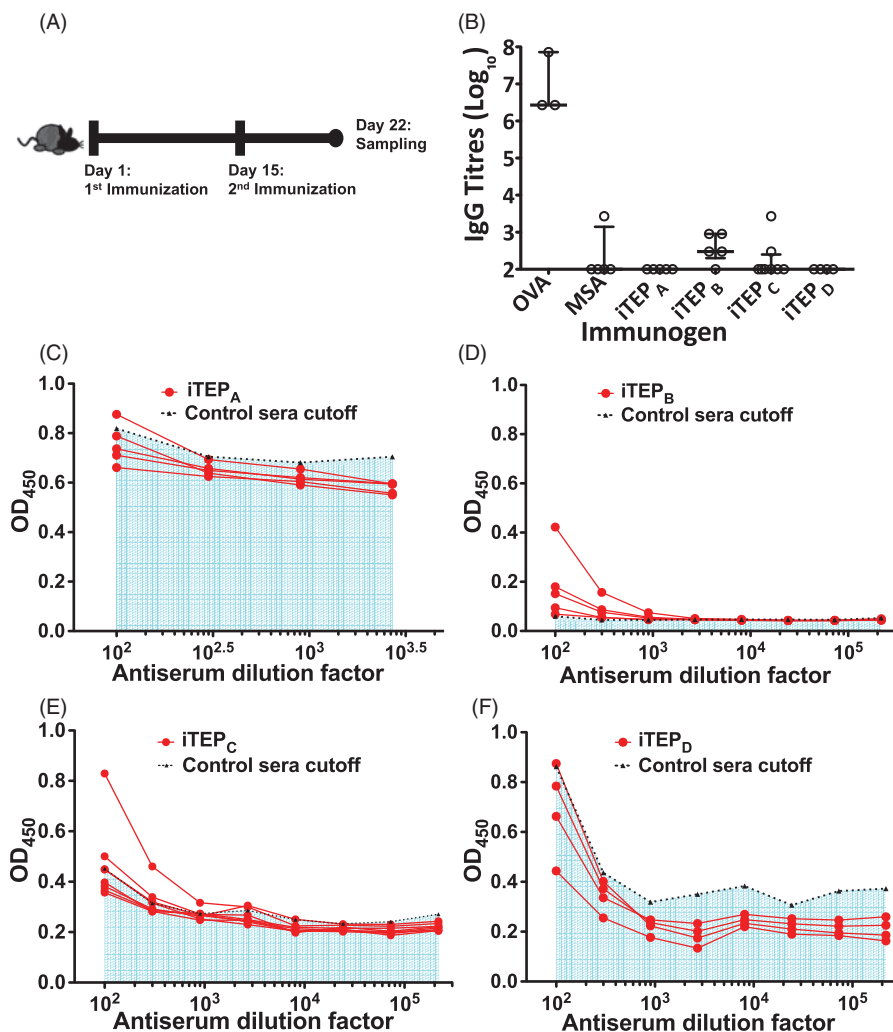 (A)
Day 1:
1st Immunization
Day 15:
2nd Immunization
Day 22:
Sampling
(B)
IgG Titres (Log10)
8
7
6
5
4
3
2
OVA
MSA
iTEPA
iTEPB
iTEPC
iTEPD
Immunogen
(C)
iTEPA
Control sera cutoff
OD450
1.0
0.8
0.6
0.4
0.2
0.0
10^2
10^2.5
10^3
10^3.5
Antiserum dilution factor
(D)
iTEPB
Control sera cutoff
OD450
1.0
0.8
0.6
0.4
0.2
0.0
10^2
10^3
10^4
10^5
Antiserum dilution factor
(E)
iTEPC
Control sera cutoff
OD450
1.0
0.8
0.6
0.4
0.2
0.0
10^2
10^3
10^4
10^5
Antiserum dilution factor
(F)
iTEPD
Control sera cutoff
OD450
1.0
0.8
0.6
0.4
0.2
0.0
10^2
10^3
10^4
10^5
Antiserum dilution factor